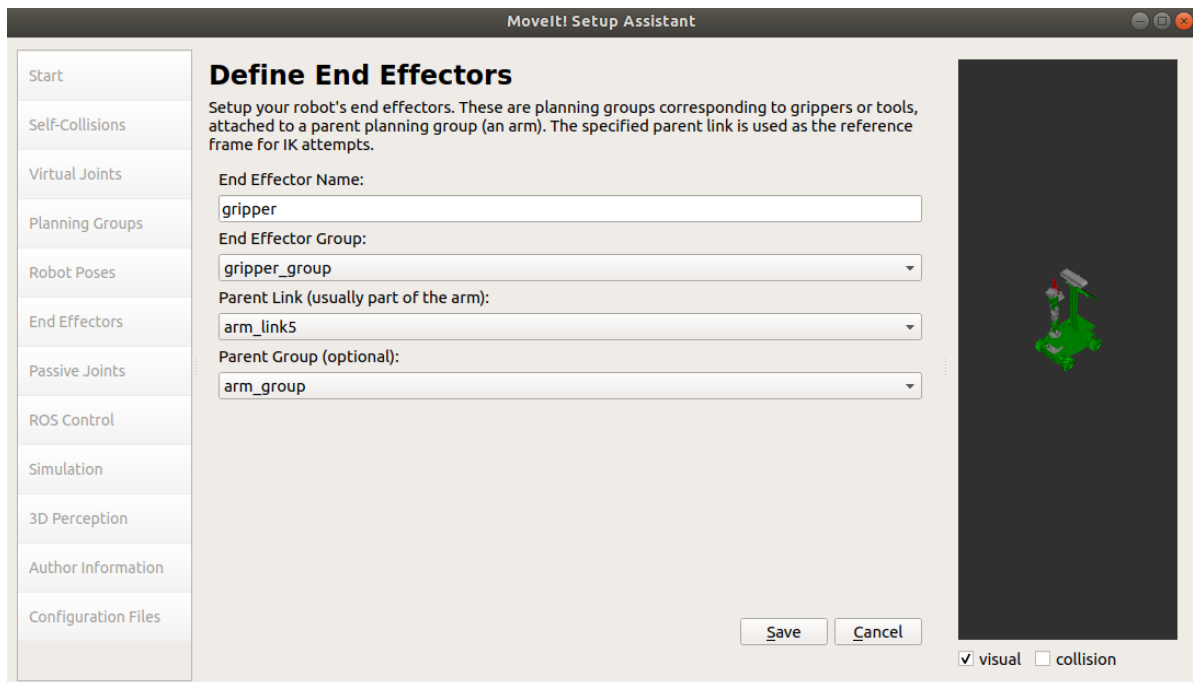 MoveIt! Setup Assistant
Start
Self-Collisions
Virtual Joints
Planning Groups
Robot Poses
End Effectors
Passive Joints
ROS Control
Simulation
3D Perception
Author Information
Configuration Files
Define End Effectors
Setup your robot's end effectors. These are planning groups corresponding to grippers or tools,
attached to a parent planning group (an arm). The specified parent link is used as the reference
frame for IK attempts.
End Effector Name:
gripper
End Effector Group:
gripper_group
Parent Link (usually part of the arm):
arm_link5
Parent Group (optional):
arm_group
Save
Cancel
visual
collision